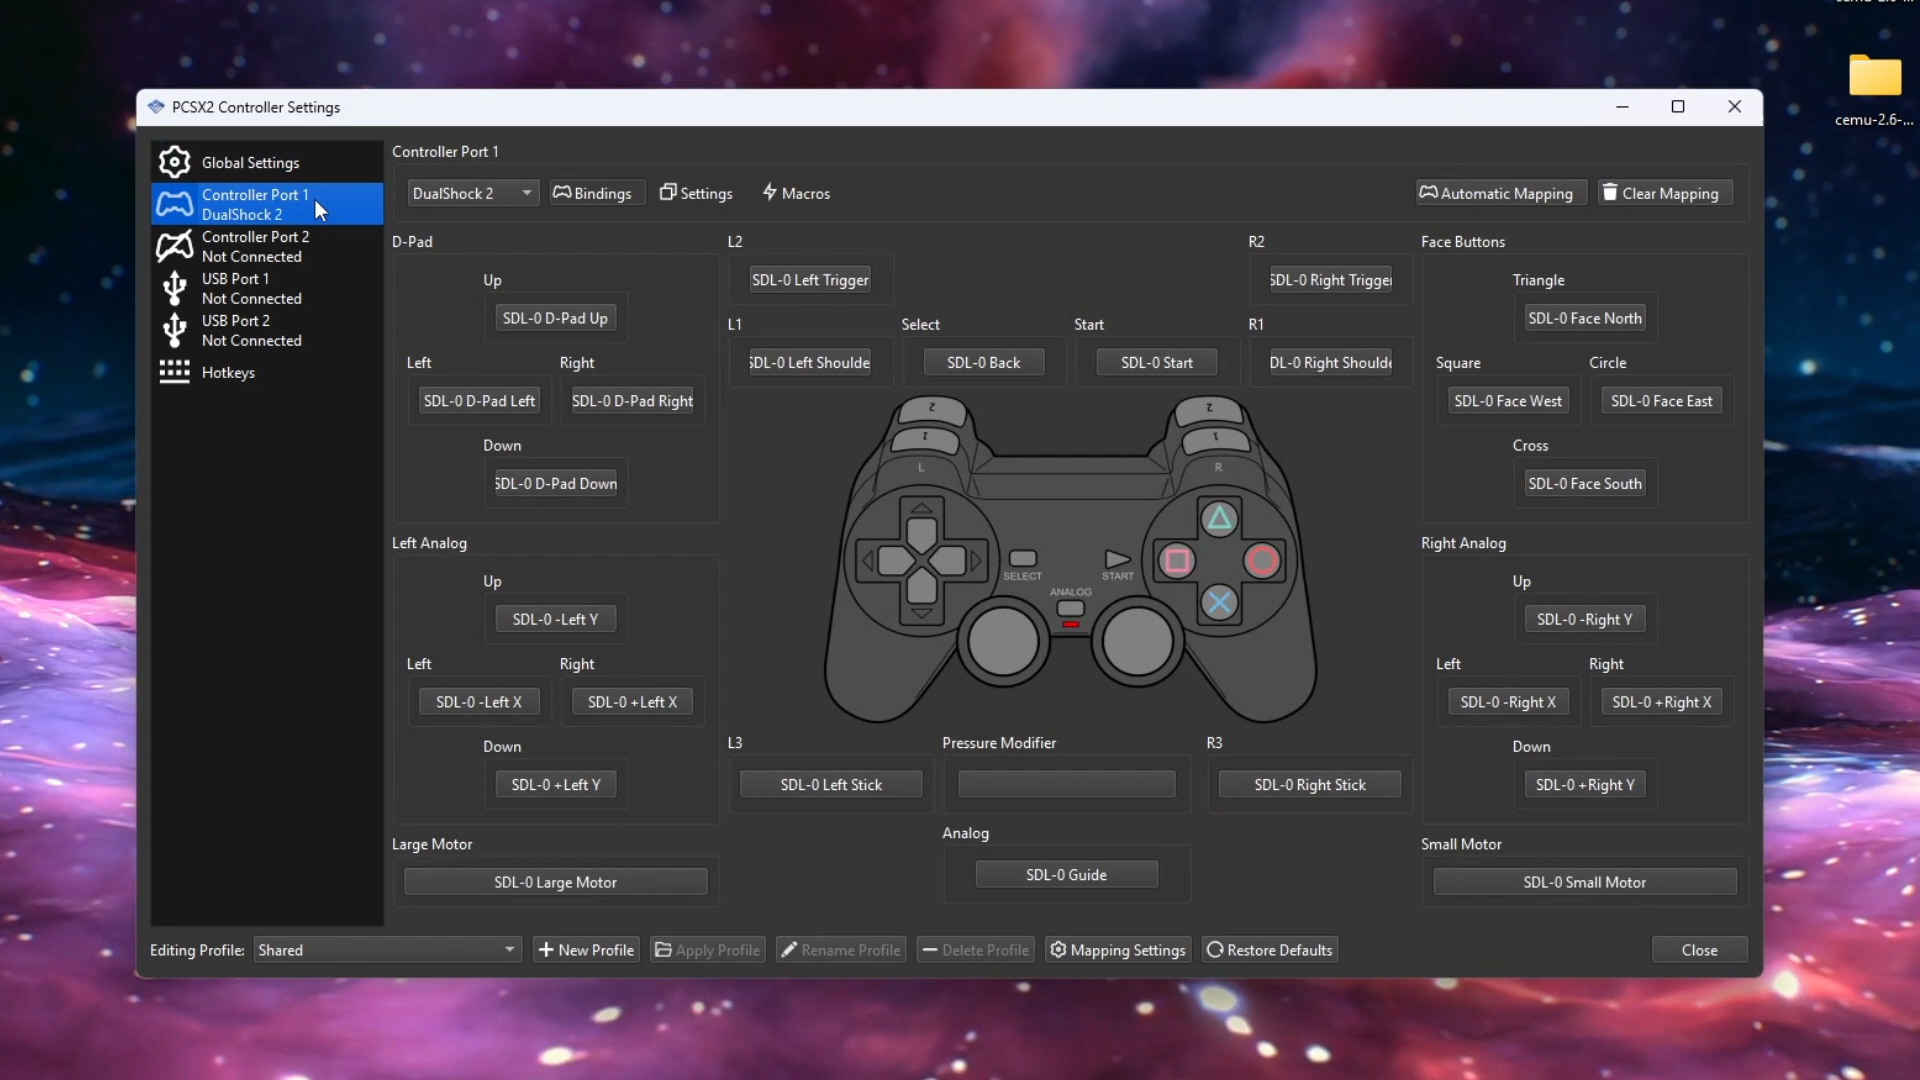 cemu-2.6-...
PCSX2 Controller Settings
Global Settings
Controller Port 1
DualShock 2
Controller Port 2
Not Connected
USB Port 1
Not Connected
USB Port 2
Not Connected
Hotkeys
Controller Port 1
DualShock 2
Bindings
Settings
Macros
Automatic Mapping
Clear Mapping
D-Pad
Up
SDL-0 D-Pad Up
Left
SDL-0 D-Pad Left
Right
SDL-0 D-Pad Right
Down
SDL-0 D-Pad Down
Left Analog
Up
SDL-0 -Left Y
Left
SDL-0 -Left X
Right
SDL-0 +Left X
Down
SDL-0 +Left Y
Large Motor
SDL-0 Large Motor
L2
SDL-0 Left Trigger
L1
SDL-0 Left Shoulde
Select
SDL-0 Back
Start
SDL-0 Start
R2
SDL-0 Right Trigger
R1
DL-0 Right Shoulde
2
1
L
2
1
R
SELECT
START
ANALOG
L3
SDL-0 Left Stick
Pressure Modifier
R3
SDL-0 Right Stick
Analog
SDL-0 Guide
Face Buttons
Triangle
SDL-0 Face North
Square
SDL-0 Face West
Circle
SDL-0 Face East
Cross
SDL-0 Face South
Right Analog
Up
SDL-0 -Right Y
Left
SDL-0 -Right X
Right
SDL-0 +Right X
Down
SDL-0 +Right Y
Small Motor
SDL-0 Small Motor
Editing Profile:
Shared
New Profile
Apply Profile
Rename Profile
Delete Profile
Mapping Settings
Restore Defaults
Close